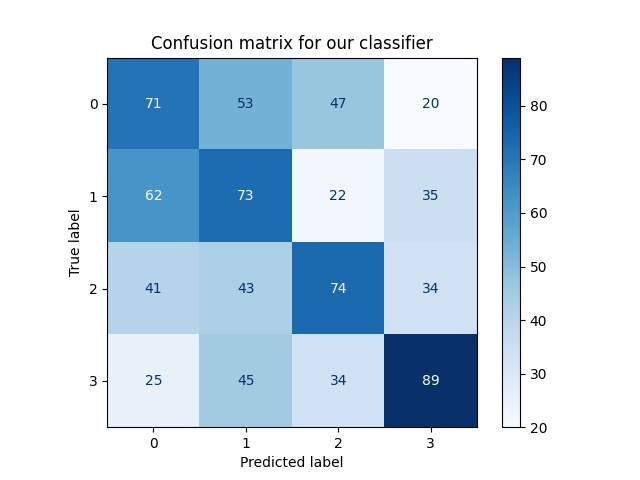 Confusion matrix for our classifier
0 71 53 47 20
1 62 73 22 35
2 41 43 74 34
3 25 45 34 89
0 1 2 3
Predicted label
True label
80
70
60
50
40
30
20